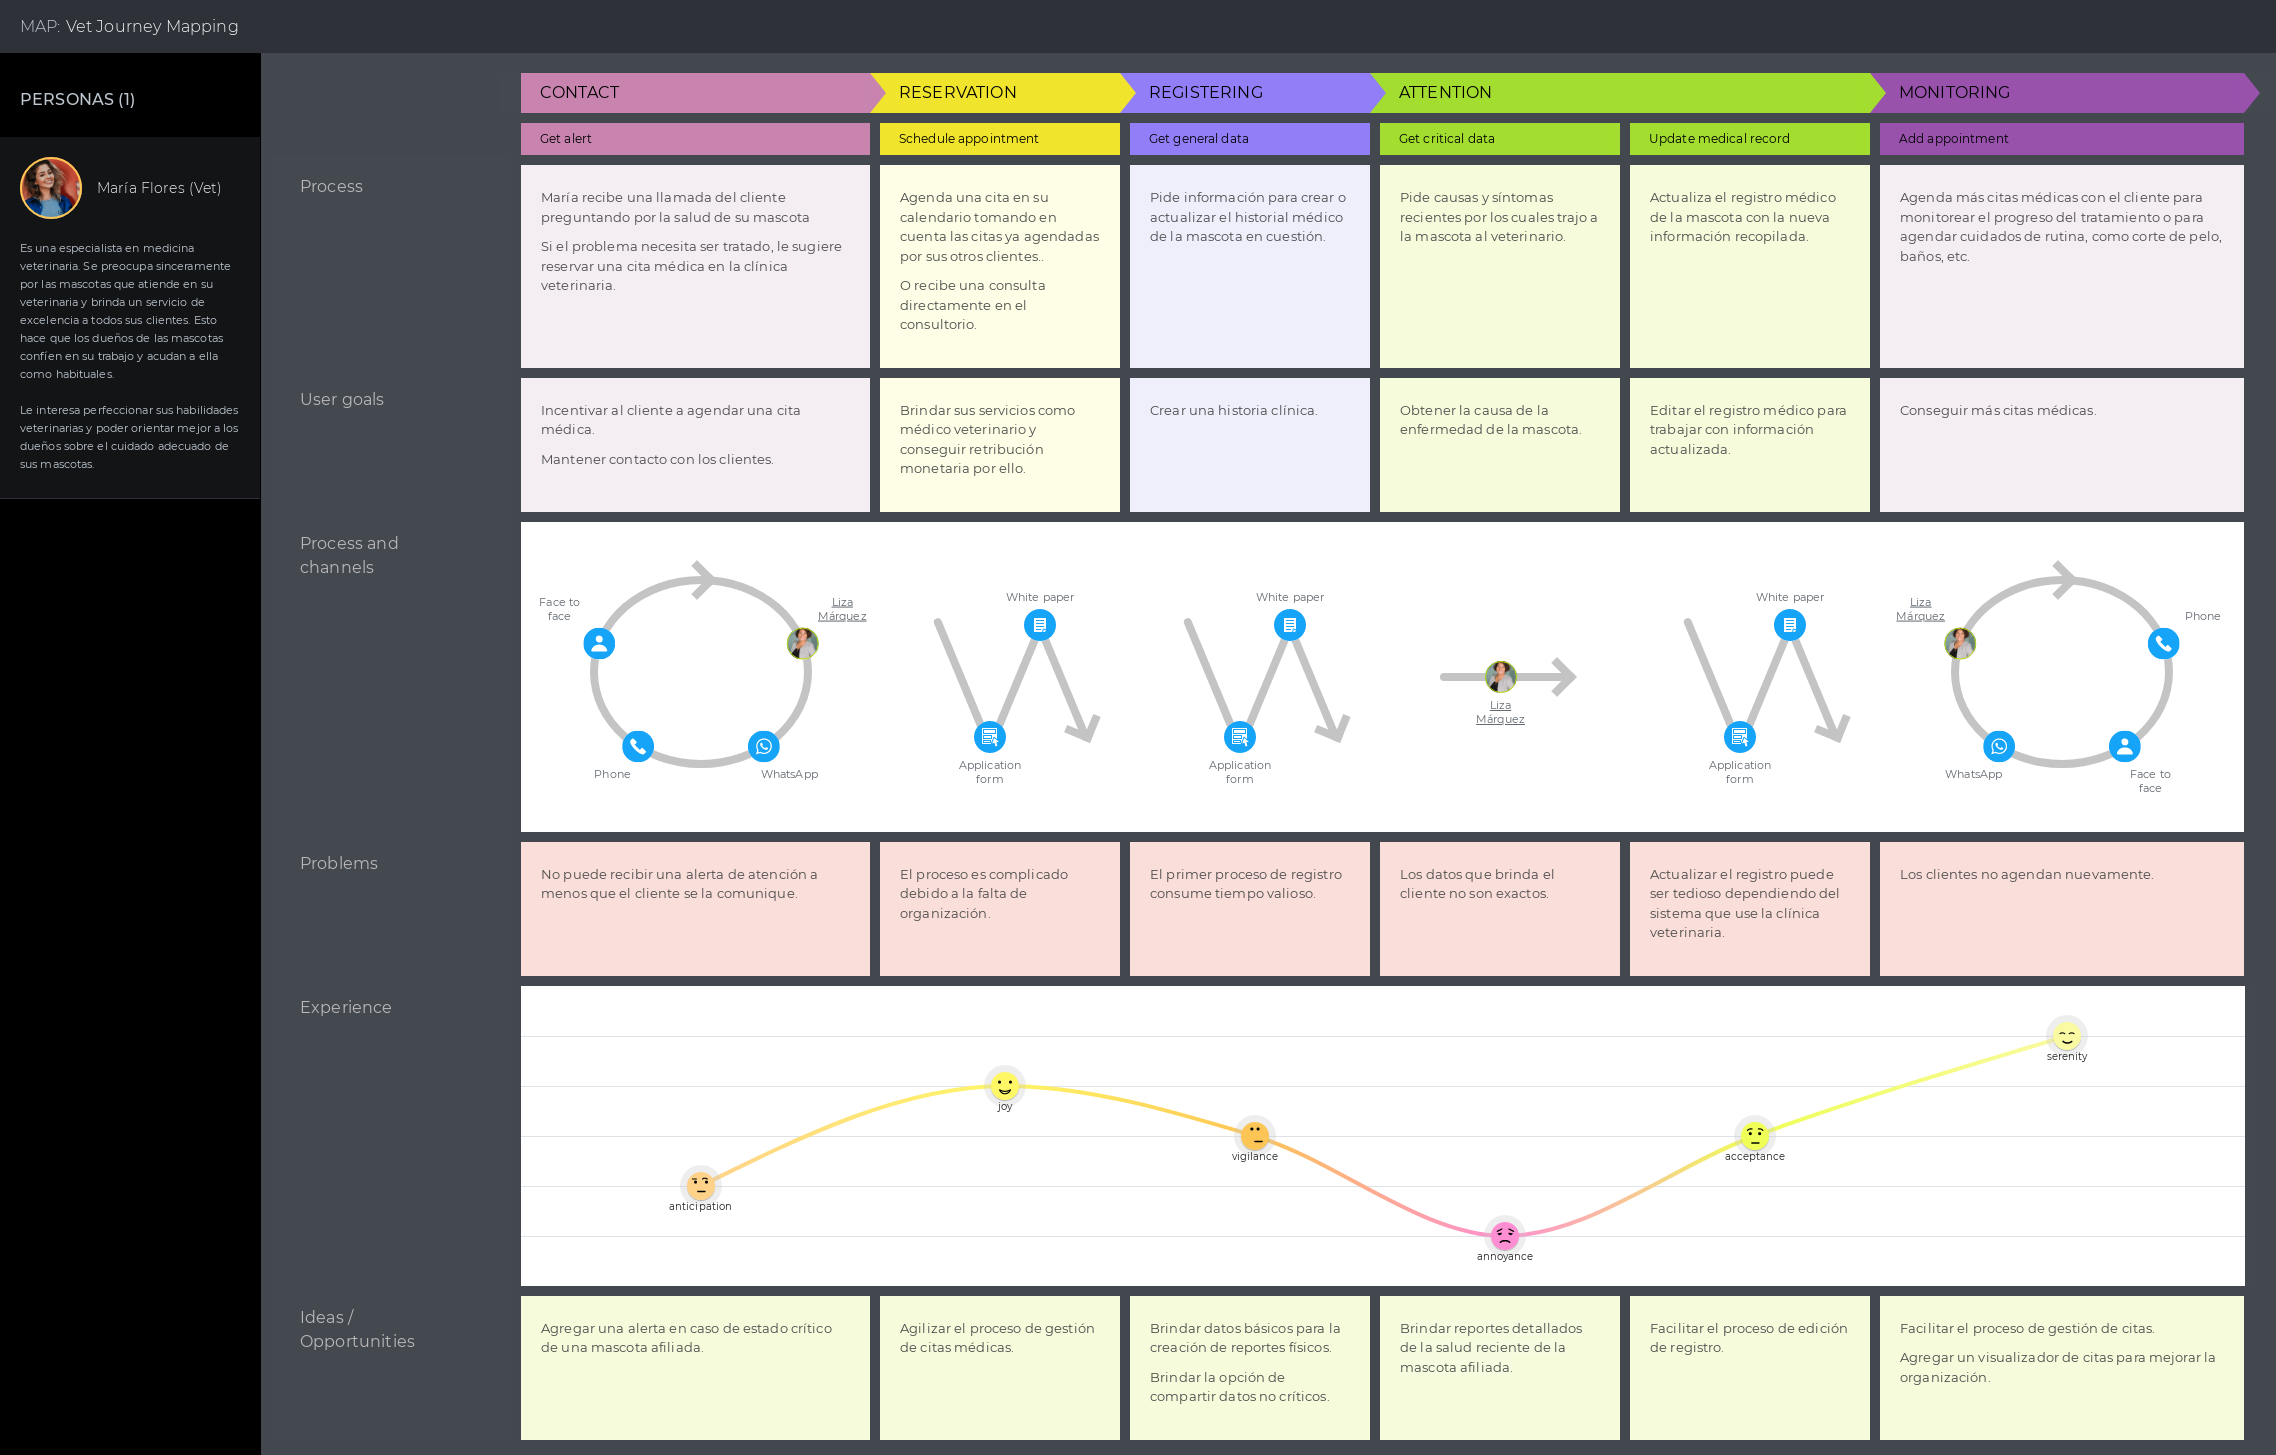 MAP: Vet Journey Mapping
PERSONAS (1)
María Flores (Vet)
Es una especialista en medicina
veterinaria. Se preocupa sinceramente
por las mascotas que atiende en su
veterinaria y brinda un servicio de
excelencia a todos sus clientes. Esto
hace que los dueños de las mascotas
confíen en su trabajo y acudan a ella
como habituales.
Le interesa perfeccionar sus habilidades
veterinarias y poder orientar mejor a los
dueños sobre el cuidado adecuado de
sus mascotas.
CONTACT
RESERVATION
REGISTERING
ATTENTION
MONITORING
Get alert
Schedule appointment
Get general data
Get critical data
Update medical record
Add appointment
Process
María recibe una llamada del cliente
preguntando por la salud de su mascota
Si el problema necesita ser tratado, le sugiere
reservar una cita médica en la clínica
veterinaria.
Agenda una cita en su
calendario tomando en
cuenta las citas ya agendadas
por sus otros clientes..
O recibe una consulta
directamente en el
consultorio.
Pide información para crear o
actualizar el historial médico
de la mascota en cuestión.
Pide causas y síntomas
recientes por los cuales trajo a
la mascota al veterinario.
Actualiza el registro médico
de la mascota con la nueva
información recopilada.
Agenda más citas médicas con el cliente para
monitorear el progreso del tratamiento o para
agendar cuidados de rutina, como corte de pelo,
baños, etc.
User goals
Incentivar al cliente a agendar una cita
médica.
Mantener contacto con los clientes.
Brindar sus servicios como
médico veterinario y
conseguir retribución
monetaria por ello.
Crear una historia clínica.
Obtener la causa de la
enfermedad de la mascota.
Editar el registro médico para
trabajar con información
actualizada.
Conseguir más citas médicas.
Process and
channels
Face to
face
Liza
Márquez
Phone
WhatsApp
White paper
Application
form
White paper
Application
form
Liza
Márquez
White paper
Application
form
Liza
Márquez
Phone
WhatsApp
Face to
face
Problems
No puede recibir una alerta de atención a
menos que el cliente se la comunique.
El proceso es complicado
debido a la falta de
organización.
El primer proceso de registro
consume tiempo valioso.
Los datos que brinda el
cliente no son exactos.
Actualizar el registro puede
ser tedioso dependiendo del
sistema que use la clínica
veterinaria.
Los clientes no agendan nuevamente.
Experience
anticipation
joy
vigilance
annoyance
acceptance
serenity
Ideas /
Opportunities
Agregar una alerta en caso de estado crítico
de una mascota afiliada.
Agilizar el proceso de gestión
de citas médicas.
Brindar datos básicos para la
creación de reportes físicos.
Brindar la opción de
compartir datos no críticos.
Brindar reportes detallados
de la salud reciente de la
mascota afiliada.
Facilitar el proceso de edición
de registro.
Facilitar el proceso de gestión de citas.
Agregar un visualizador de citas para mejorar la
organización.